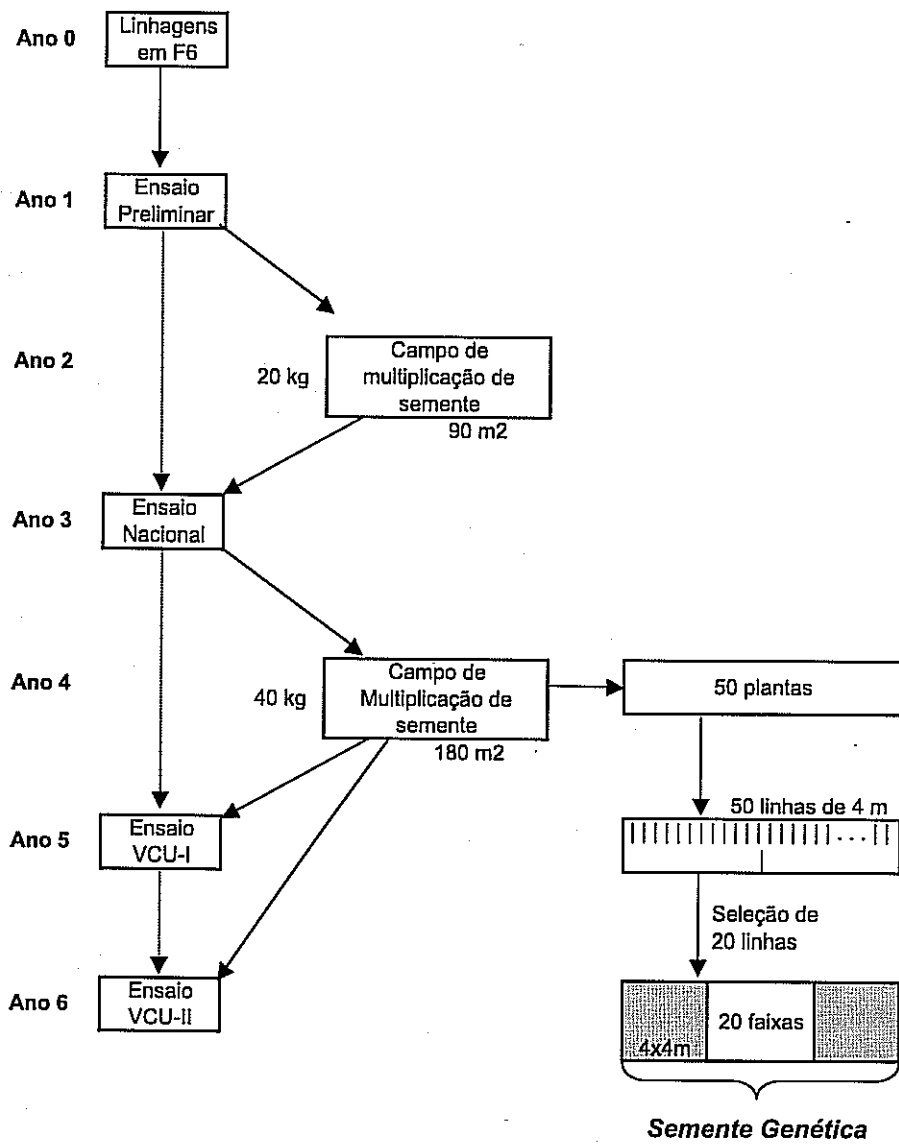 Ano 0
Linhagens
em F6
Ano 1
Ensaio
Preliminar
Ano 2
20 kg
Campo de
multiplicação de
semente
90 m2
Ano 3
Ensaio
Nacional
Ano 4
40 kg
Campo de
Multiplicação de
semente
180 m2
50 plantas
50 linhas de 4 m
Ano 5
Ensaio
VCU-I
Seleção de
20 linhas
Ano 6
Ensaio
VCU-II
20 faixas
4x4m
Semente Genética